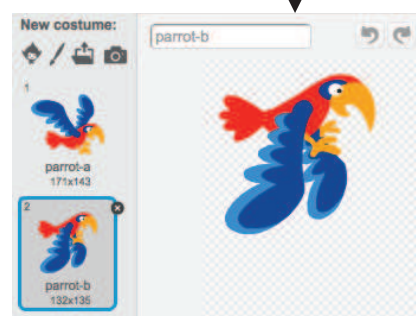 New costume:
parrot-b
1
parrot-a
171x143
2
parrot-b
132x135